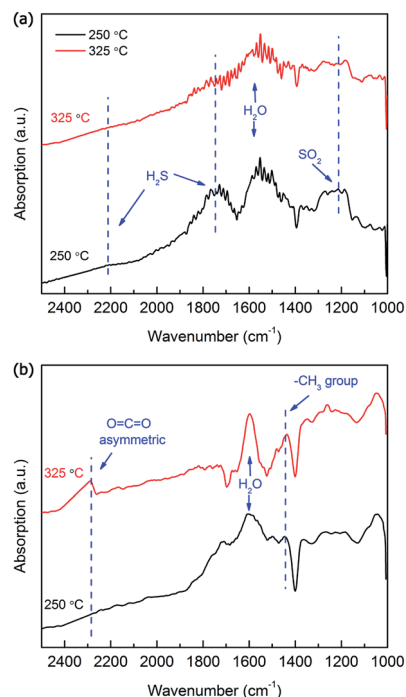 (a)
250 °C
325 °C
325 °C
H₂O
H₂S
SO₂
250 °C
Absorption (a.u.)
2400 2200 2000 1800 1600 1400 1200 1000
Wavenumber (cm⁻¹)
(b)
-CH₃ group
O=C=O
asymmetric
325 °C
H₂O
250 °C
Absorption (a.u.)
2400 2200 2000 1800 1600 1400 1200 1000
Wavenumber (cm⁻¹)